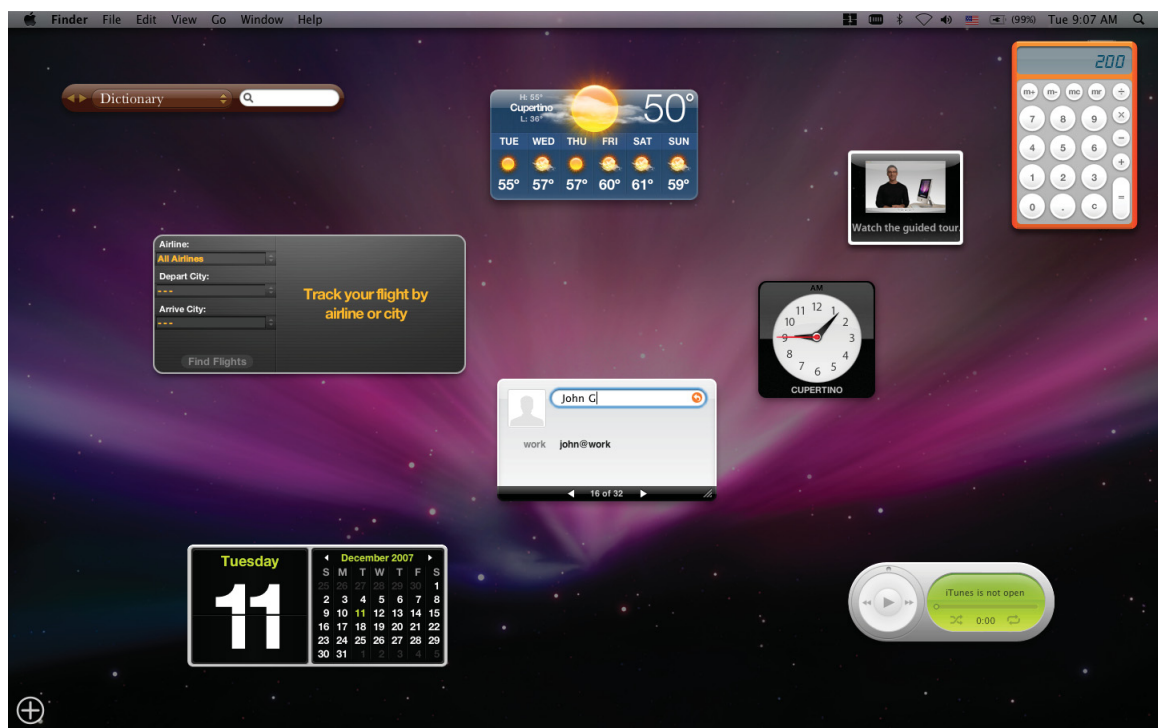 Finder File Edit View Go Window Help
(99%) Tue 9:07 AM
200
m+ m- mc mr ÷
7 8 9 ×
4 5 6 −
1 2 3 +
0 . c =
Dictionary
H: 55°
Cupertino
L: 36°
50°
TUE WED THU FRI SAT SUN
55° 57° 57° 60° 61° 59°
Watch the guided tour.
Airline:
All Airlines
Depart City:
---
Arrive City:
---
Find Flights
Track your flight by
airline or city
AM
12
11 1
10 2
9 3
8 4
7 5
6
CUPERTINO
John G
work john@work
16 of 32
Tuesday
11
December 2007
S M T W T F S
25 26 27 28 29 30 1
2 3 4 5 6 7 8
9 10 11 12 13 14 15
16 17 18 19 20 21 22
23 24 25 26 27 28 29
30 31 1 2 3 4 5
iTunes is not open
0:00